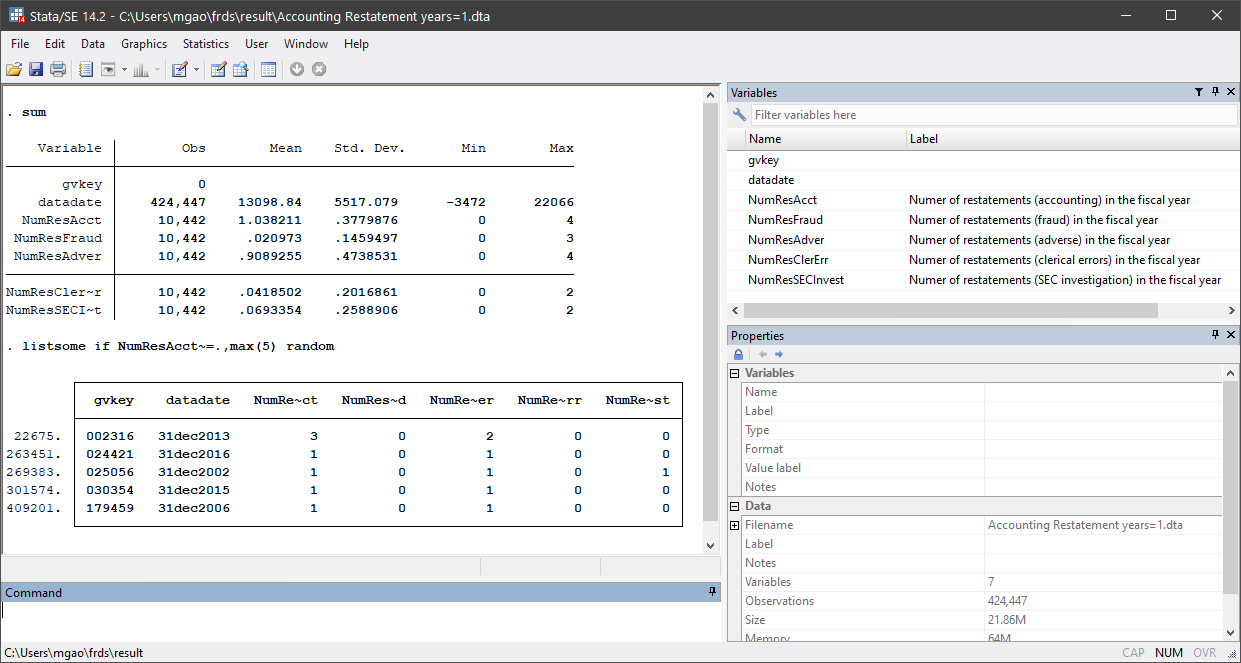 Stata/SE 14.2 - C:\Users\mgao\frds\result\Accounting Restatement years=1.dta
File Edit Data Graphics Statistics User Window Help
. sum
Variable Obs Mean Std. Dev. Min Max
gvkey 0
datadate 424,447 13098.84 5517.079 -3472 22066
NumResAcct 10,442 1.038211 .3779876 0 4
NumResFraud 10,442 .020973 .1459497 0 3
NumResAdver 10,442 .9089255 .4738531 0 4
NumResCler~r 10,442 .0418502 .2016861 0 2
NumResSECI~t 10,442 .0693354 .2588906 0 2
. listsome if NumResAcct~=.,max(5) random
gvkey datadate NumRe~ct NumRes~d NumRe~er NumRe~rr NumRe~st
22675. 002316 31dec2013 3 0 2 0 0
263451. 024421 31dec2016 1 0 1 0 0
269383. 025056 31dec2002 1 0 1 0 1
301574. 030354 31dec2015 1 0 1 0 0
409201. 179459 31dec2006 1 0 1 0 0
Command
C:\Users\mgao\frds\result
Variables
Filter variables here
Name Label
gvkey
datadate
NumResAcct Numer of restatements (accounting) in the fiscal year
NumResFraud Numer of restatements (fraud) in the fiscal year
NumResAdver Numer of restatements (adverse) in the fiscal year
NumResClerErr Numer of restatements (clerical errors) in the fiscal year
NumResSECInvest Numer of restatements (SEC investigation) in the fiscal year
Properties
Variables
Name
Label
Type
Format
Value label
Notes
Data
Filename Accounting Restatement years=1.dta
Label
Notes
Variables 7
Observations 424,447
Size 21.86M
Memory 64M
CAP NUM OVR